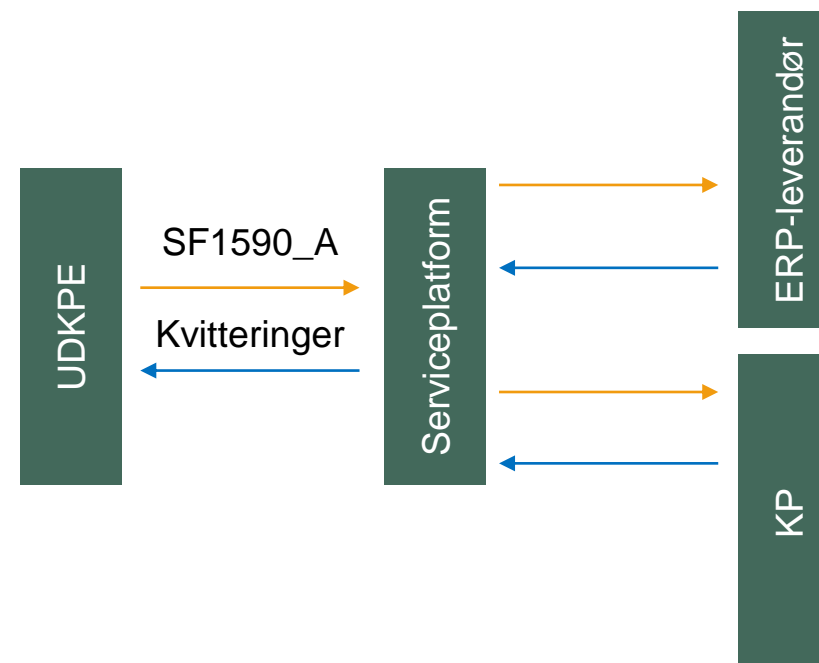 UDKPE
SF1590_A
Kvitteringer
Serviceplatform
ERP-leverandør
KP